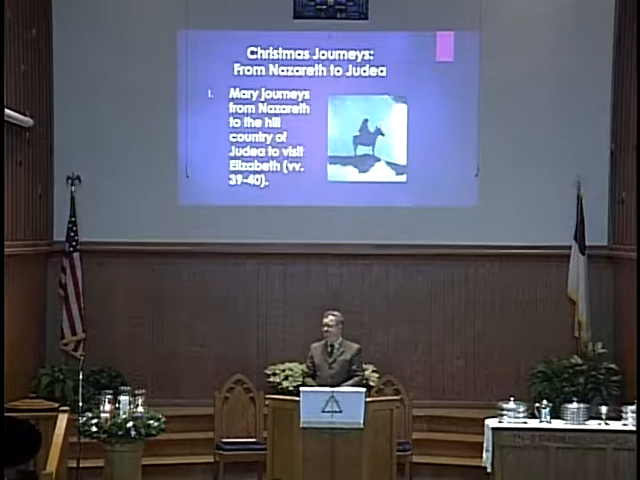 Christmas Journeys:
From Nazareth to Judea
I. Mary journeys
from Nazareth
to the hill
country of
Judea to visit
Elizabeth (vv.
39-40).